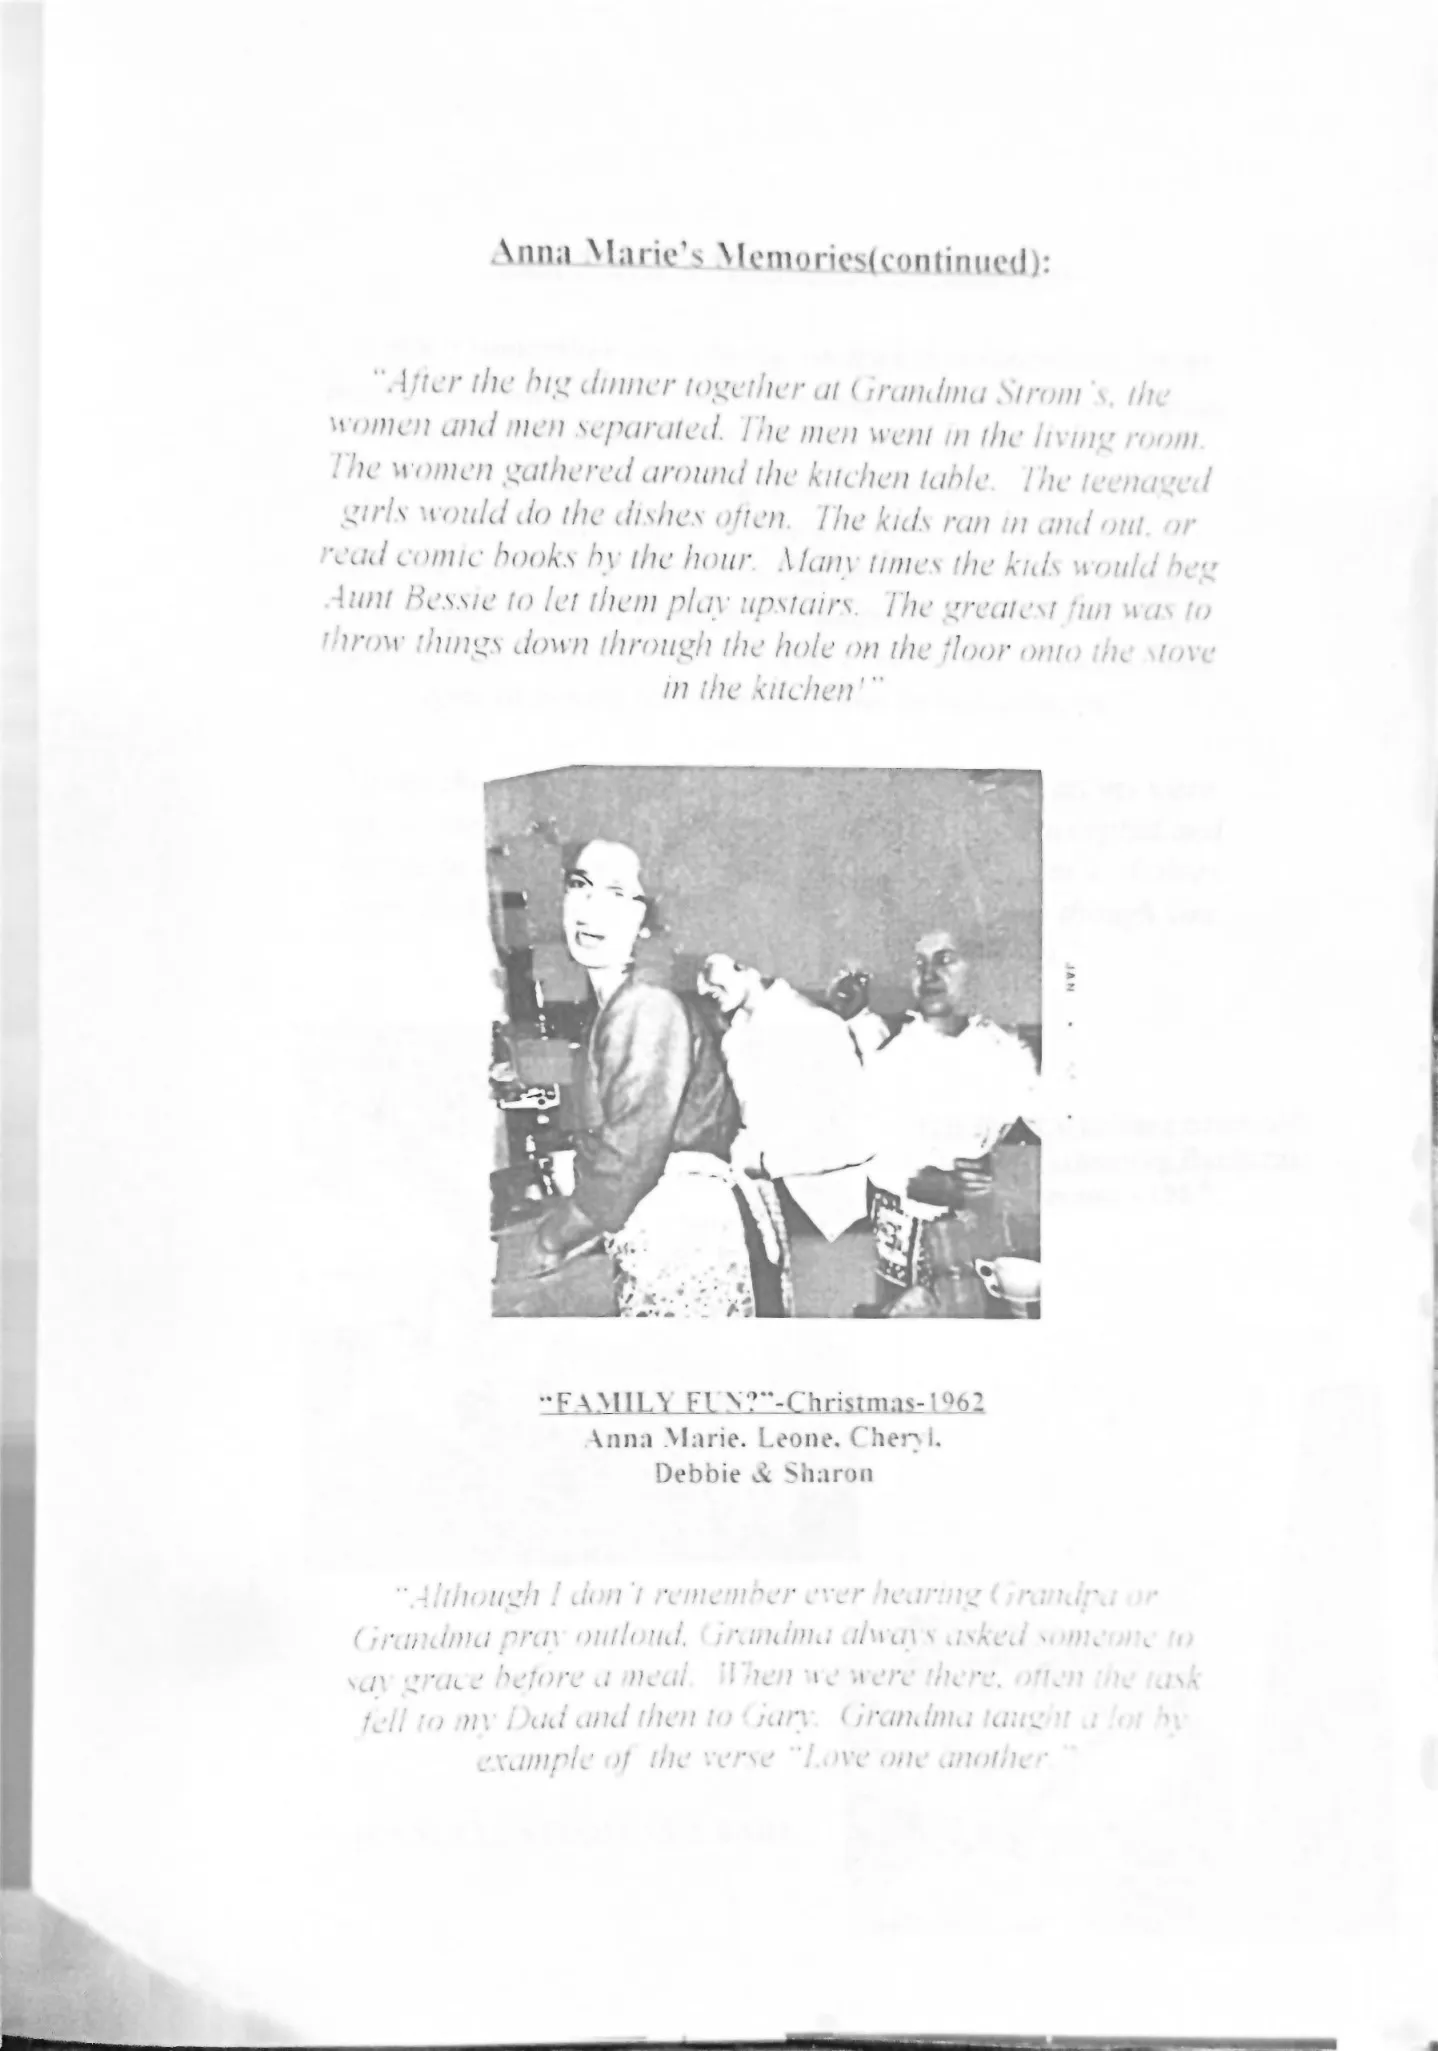 Anna Marie's Memories(continued):
"After the big dinner together at Grandma Strom's, the
women and men separated. The men went in the living room.
The women gathered around the kitchen table. The teenaged
girls would do the dishes often. The kids ran in and out, or
read comic books by the hour. Many times the kids would beg
Aunt Bessie to let them play upstairs. The greatest fun was to
throw things down through the hole on the floor onto the stove
in the kitchen!"
JAN
"FAMILY FUN?"-Christmas-1962
Anna Marie, Leone, Cheryl,
Debbie & Sharon
"Although I don't remember ever hearing Grandpa or
Grandma pray outloud, Grandma always asked someone to
say grace before a meal. When we were there, often the task
fell to my Dad and then to Gary. Grandma taught a lot by
example of the verse "Love one another."